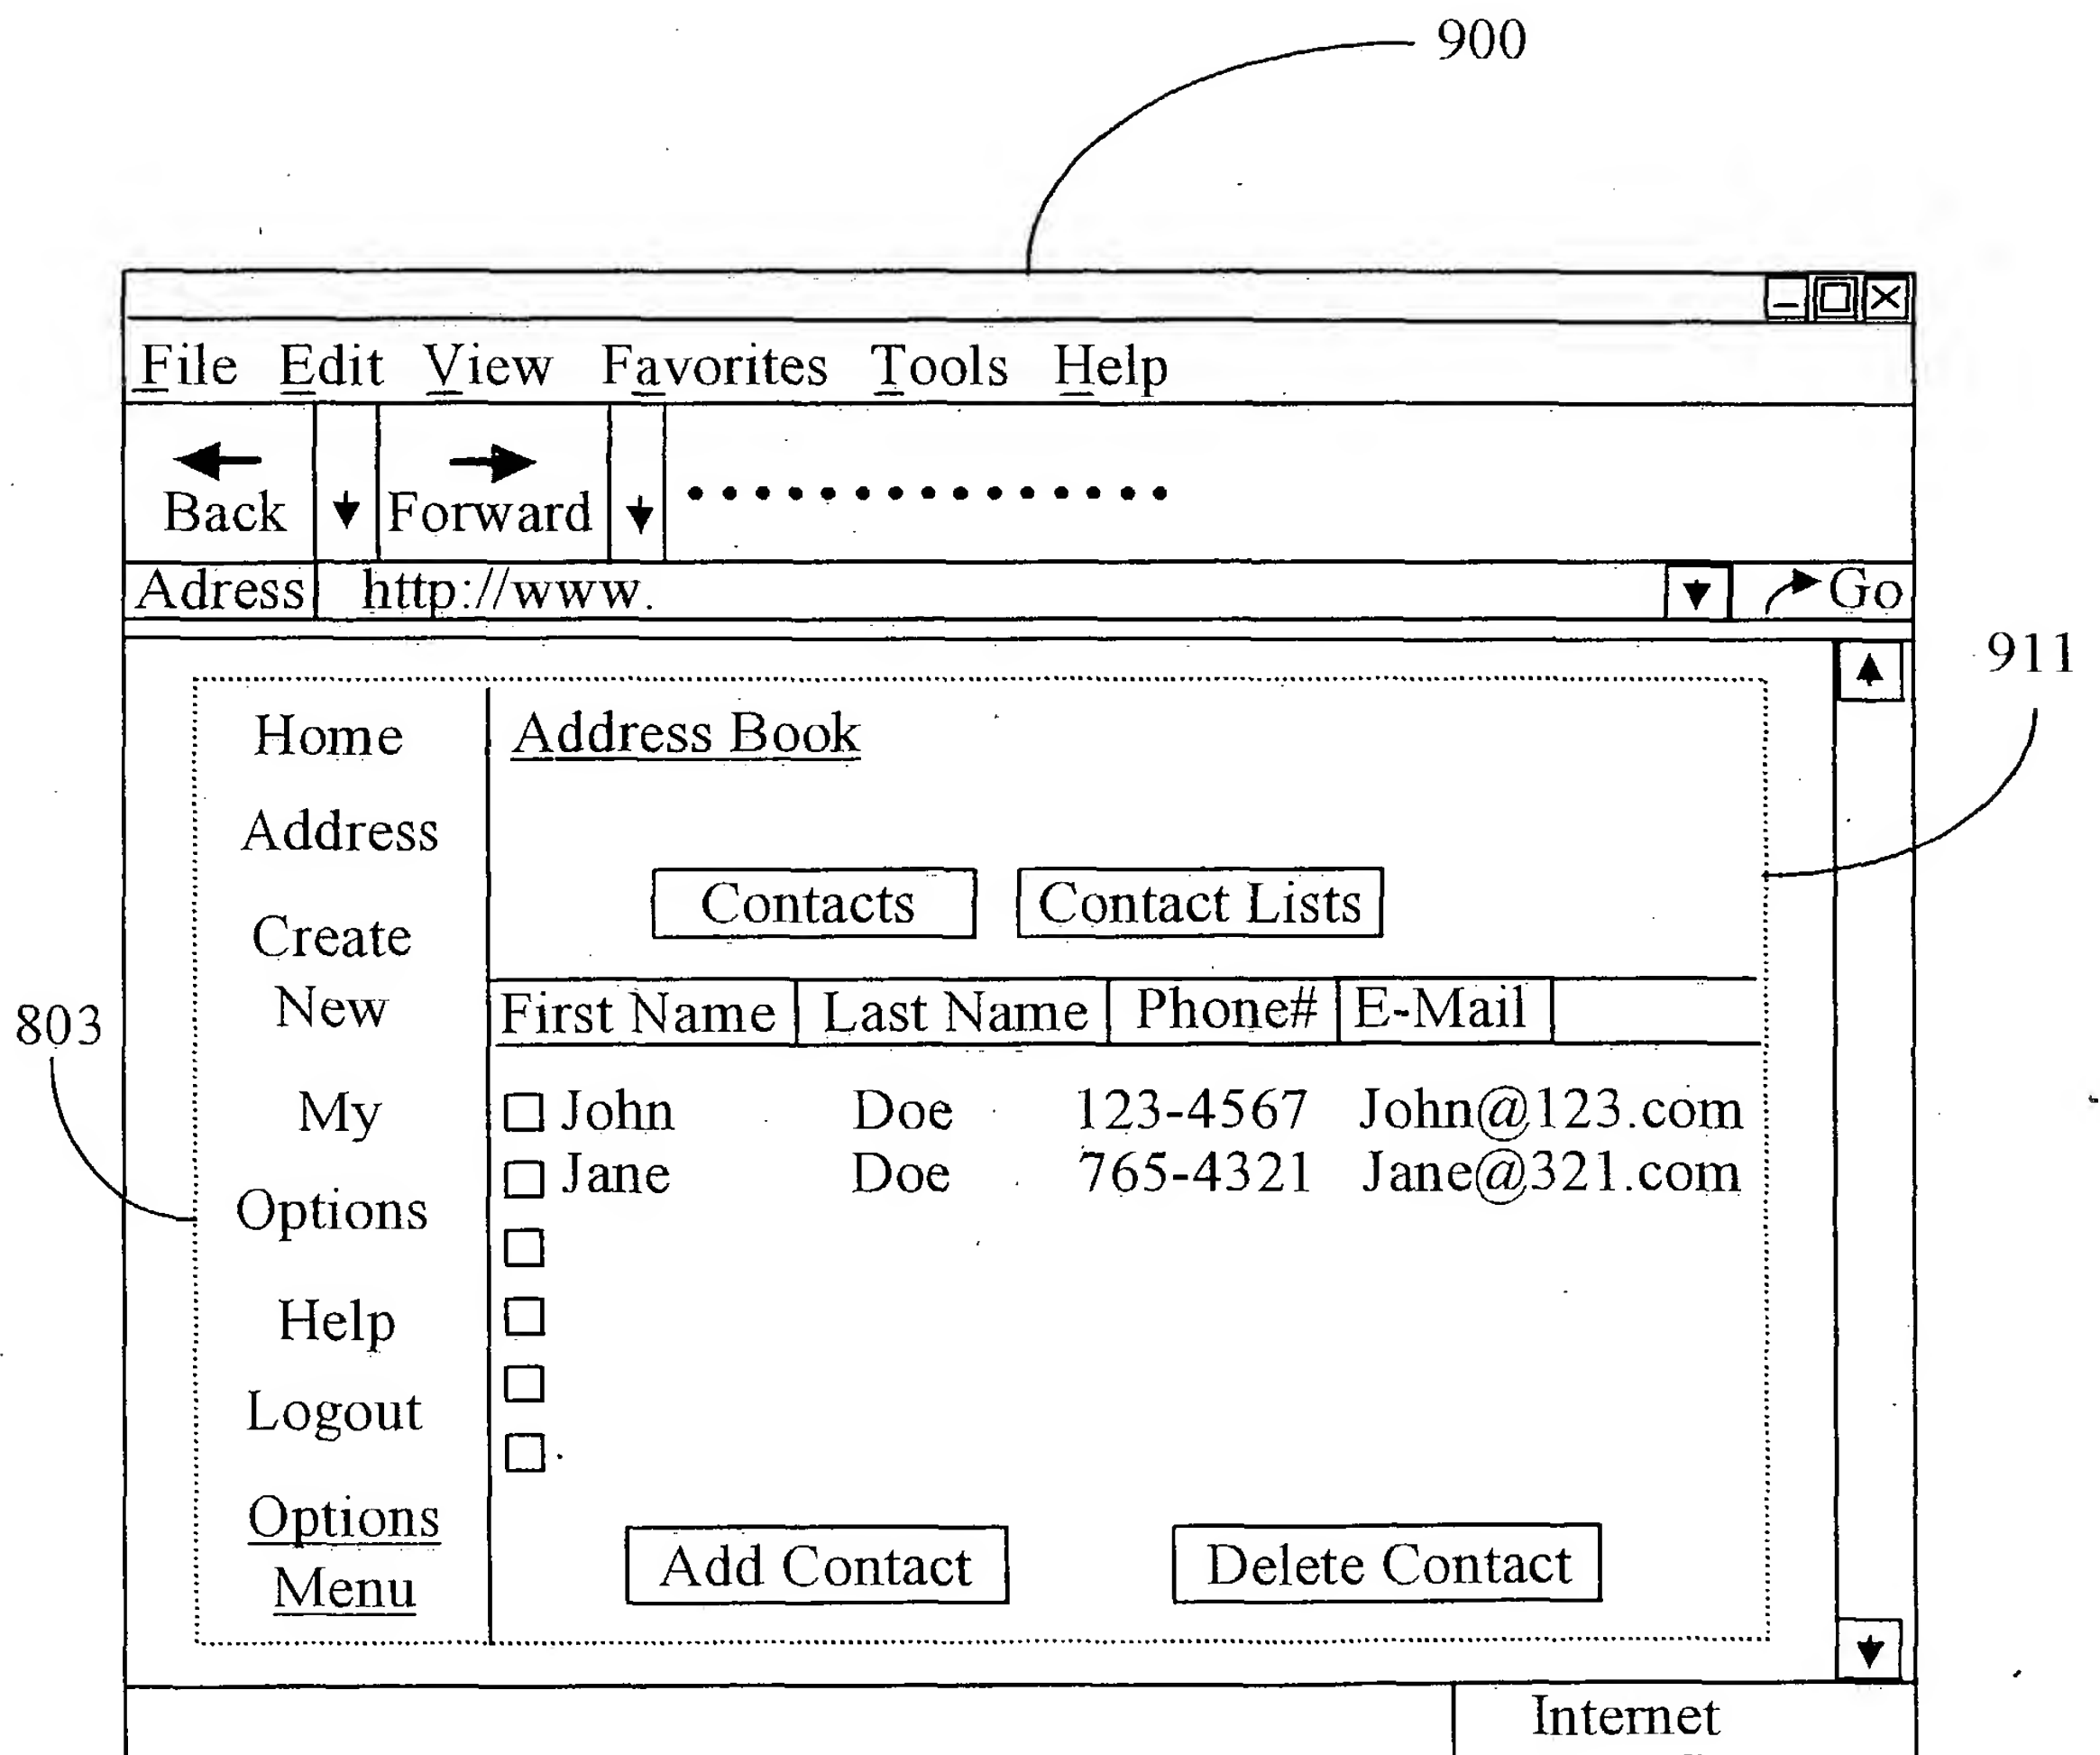 900
File Edit View Favorites Tools Help
Back Forward
Adress http://www. Go
911
Home
Address
Create
New
803
My
Options
Help
Logout
Options
Menu
Address Book
Contacts Contact Lists
First Name Last Name Phone# E-Mail
John Doe 123-4567 John@123.com
Jane Doe 765-4321 Jane@321.com
Add Contact Delete Contact
Internet